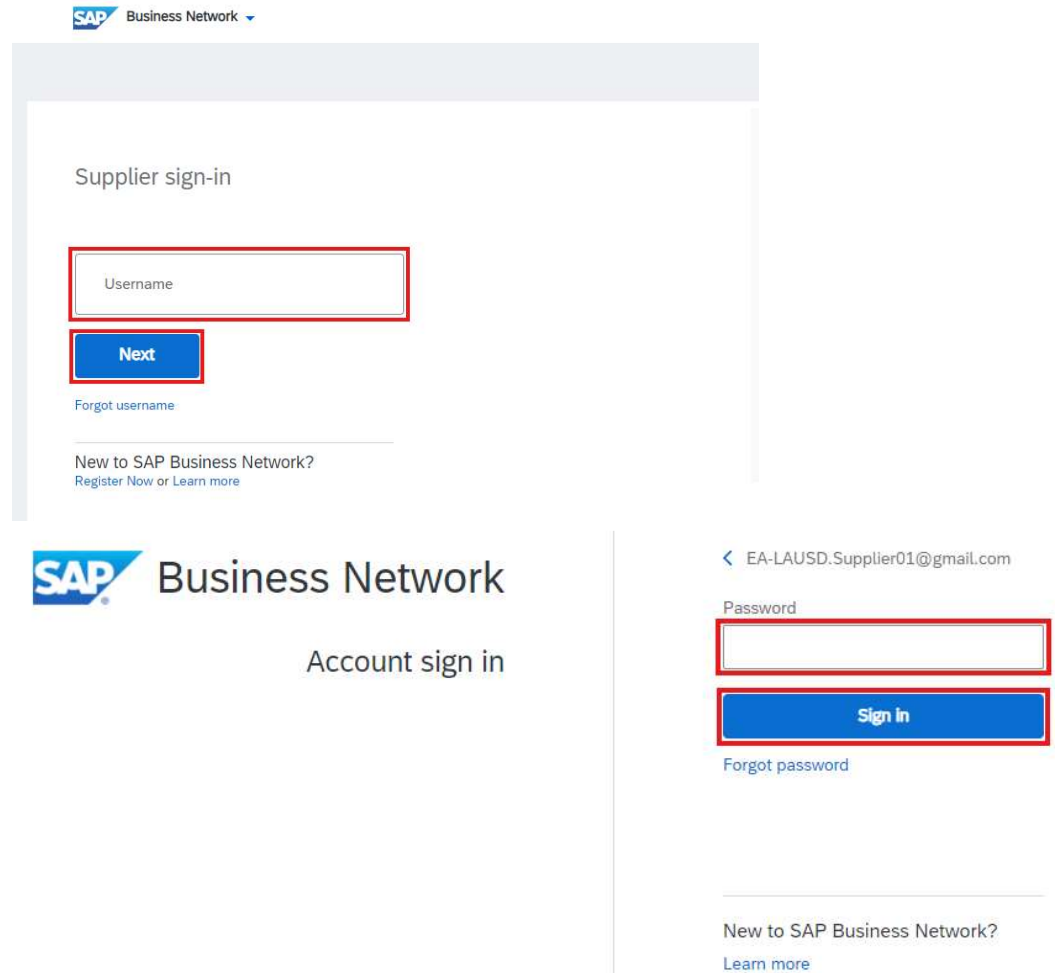 SAP Business Network
Supplier sign-in
Username
Next
Forgot username
New to SAP Business Network?
Register Now or Learn more
SAP® Business Network
Account sign in
EA-LAUSD.Supplier01@gmail.com
Password
Sign in
Forgot password
New to SAP Business Network?
Learn more